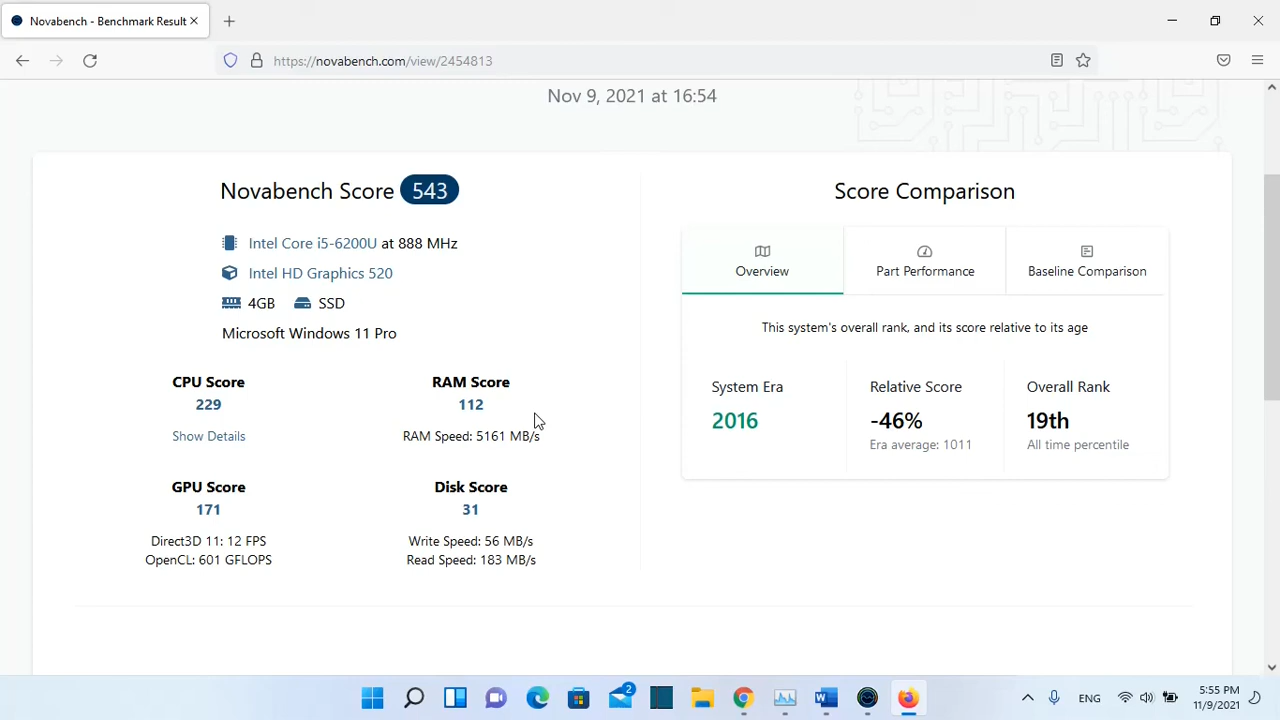 Novabench - Benchmark Result
https://novabench.com/view/2454813
Nov 9, 2021 at 16:54
Novabench Score 543
Intel Core i5-6200U at 888 MHz
Intel HD Graphics 520
4GB SSD
Microsoft Windows 11 Pro
CPU Score
229
Show Details
RAM Score
112
RAM Speed: 5161 MB/s
GPU Score
171
Direct3D 11: 12 FPS
OpenCL: 601 GFLOPS
Disk Score
31
Write Speed: 56 MB/s
Read Speed: 183 MB/s
Score Comparison
Overview
Part Performance
Baseline Comparison
This system's overall rank, and its score relative to its age
System Era
2016
Relative Score
-46%
Era average: 1011
Overall Rank
19th
All time percentile
2
ENG
5:55 PM
11/9/2021